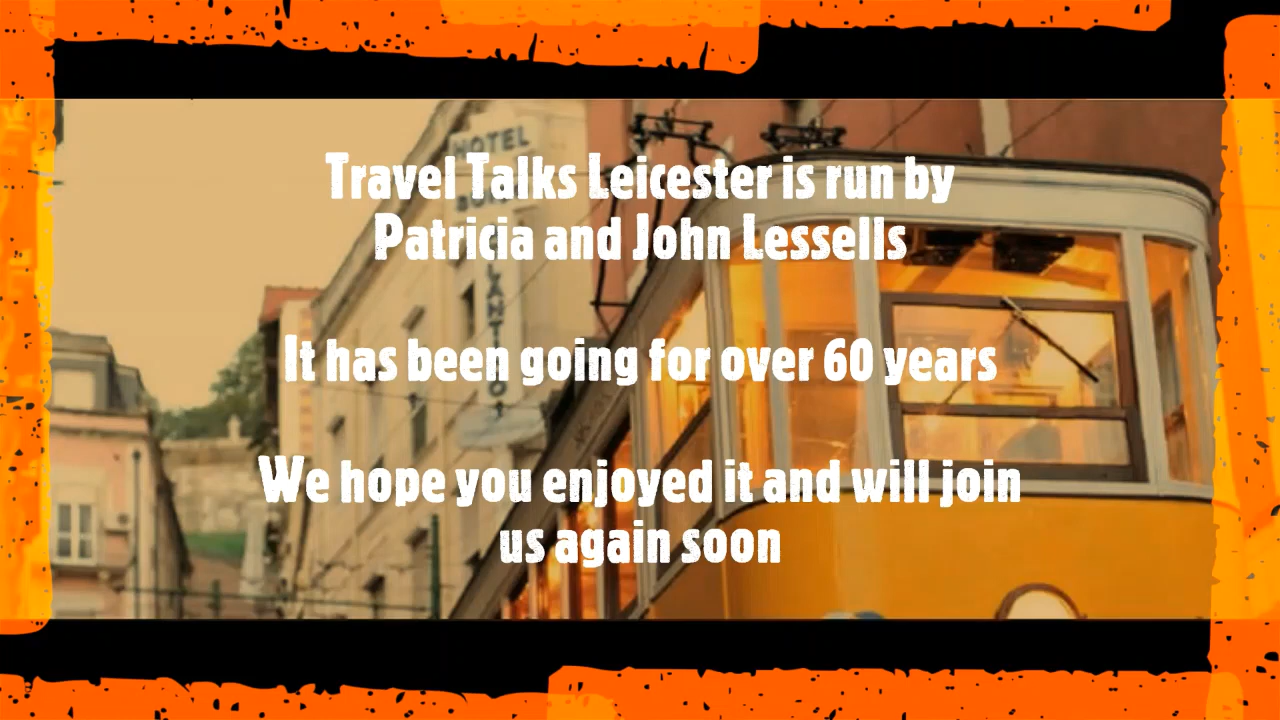 HOTEL
Travel Talks Leicester is run by
Patricia and John Lessells
It has been going for over 60 years
We hope you enjoyed it and will join
us again soon